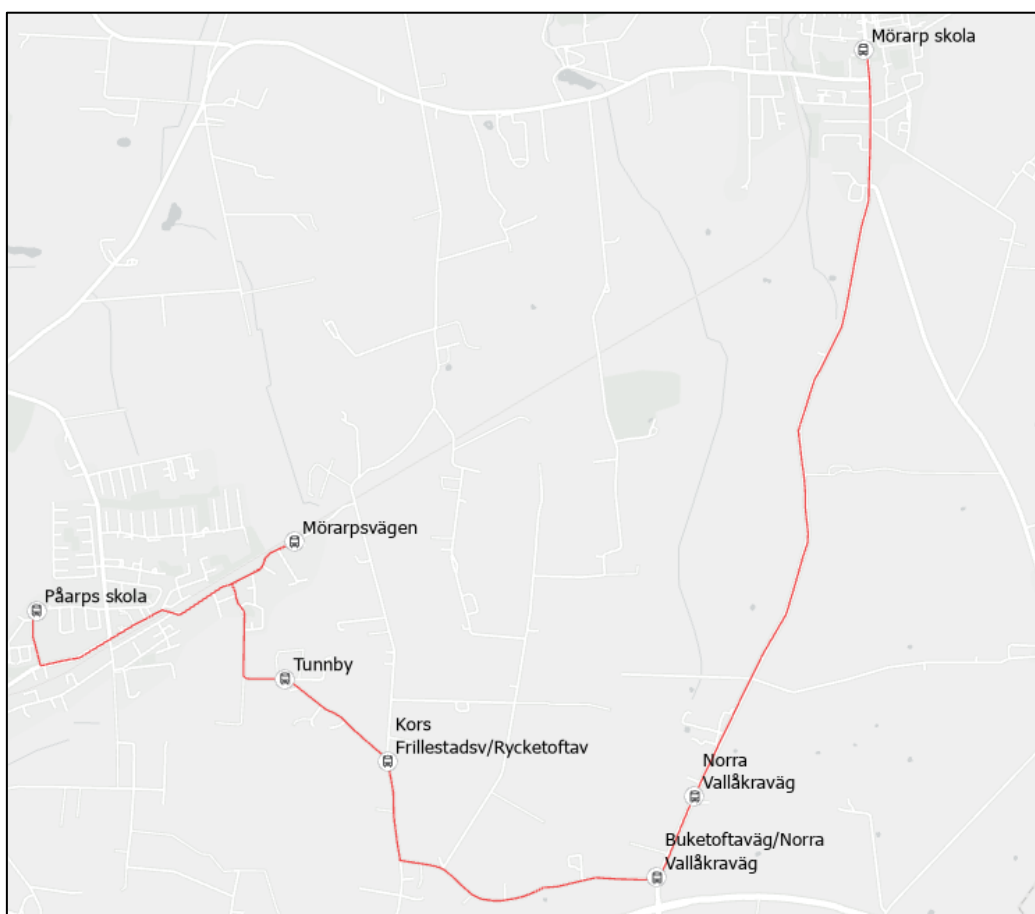 Mörarp skola
Mörarpsvägen
Påarps skola
Tunnby
Kors
Frillestadsv/Rycketoftav
Norra
Vallåkraväg
Buketoftaväg/Norra
Vallåkraväg